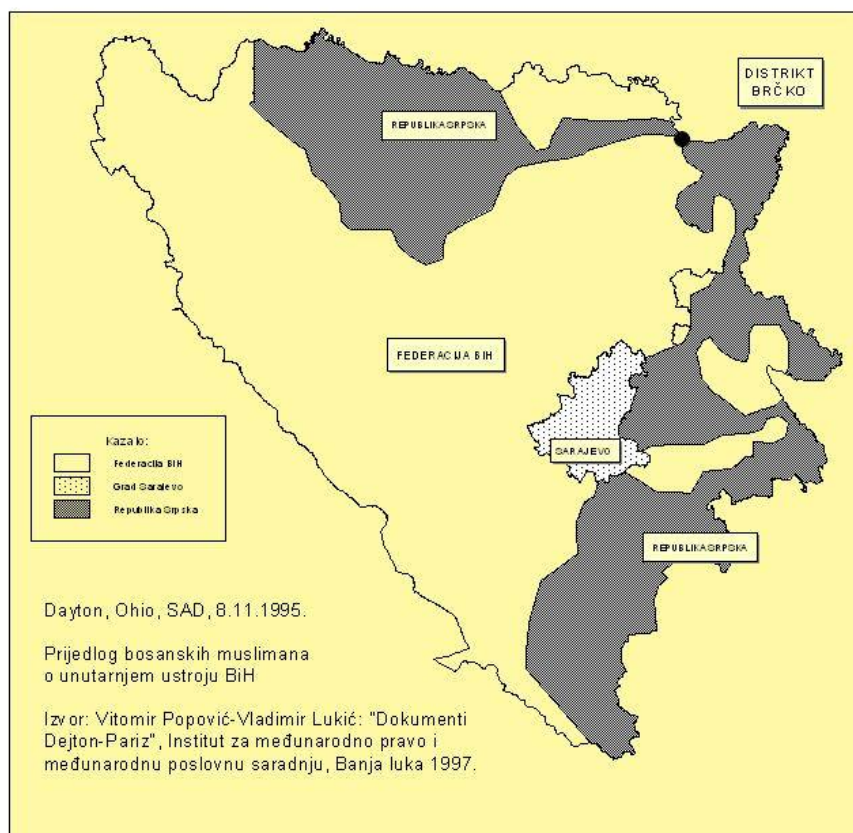 DISTRIKT
BRČKO
REPUBLIKA SRPSKA
FEDERACIJA BIH
SARAJEVO
REPUBLIKA SRPSKA
Kazalo:
Federacija BIH
Grad Sarajevo
Republika Srpska
Dayton, Ohio, SAD, 8.11.1995.
Prijedlog bosanskih muslimana
o unutarnjem ustroju BiH
Izvor: Vitomir Popović-Vladimir Lukić: "Dokumenti
Dejton-Pariz", Institut za međunarodno pravo i
međunarodnu poslovnu saradnju, Banja luka 1997.